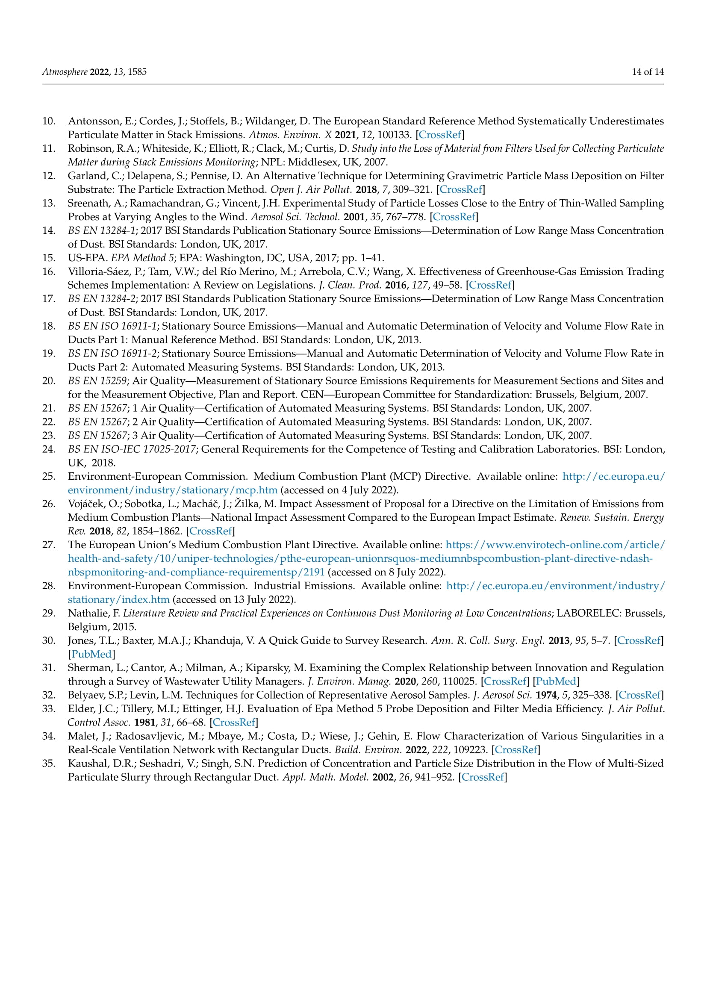 Atmosphere 2022, 13, 1585
14 of 14
10. Antonsson, E.; Cordes, J.; Stoffels, B.; Wildanger, D. The European Standard Reference Method Systematically Underestimates
Particulate Matter in Stack Emissions. Atmos. Environ. X 2021, 12, 100133. [CrossRef]
11. Robinson, R.A.; Whiteside, K.; Elliott, R.; Clack, M.; Curtis, D. Study into the Loss of Material from Filters Used for Collecting Particulate
Matter during Stack Emissions Monitoring; NPL: Middlesex, UK, 2007.
12. Garland, C.; Delapena, S.; Pennise, D. An Alternative Technique for Determining Gravimetric Particle Mass Deposition on Filter
Substrate: The Particle Extraction Method. Open J. Air Pollut. 2018, 7, 309–321. [CrossRef]
13. Sreenath, A.; Ramachandran, G.; Vincent, J.H. Experimental Study of Particle Losses Close to the Entry of Thin-Walled Sampling
Probes at Varying Angles to the Wind. Aerosol Sci. Technol. 2001, 35, 767–778. [CrossRef]
14. BS EN 13284-1; 2017 BSI Standards Publication Stationary Source Emissions—Determination of Low Range Mass Concentration
of Dust. BSI Standards: London, UK, 2017.
15. US-EPA. EPA Method 5; EPA: Washington, DC, USA, 2017; pp. 1–41.
16. Villoria-Sáez, P.; Tam, V.W.; del Río Merino, M.; Arrebola, C.V.; Wang, X. Effectiveness of Greenhouse-Gas Emission Trading
Schemes Implementation: A Review on Legislations. J. Clean. Prod. 2016, 127, 49–58. [CrossRef]
17. BS EN 13284-2; 2017 BSI Standards Publication Stationary Source Emissions—Determination of Low Range Mass Concentration
of Dust. BSI Standards: London, UK, 2017.
18. BS EN ISO 16911-1; Stationary Source Emissions—Manual and Automatic Determination of Velocity and Volume Flow Rate in
Ducts Part 1: Manual Reference Method. BSI Standards: London, UK, 2013.
19. BS EN ISO 16911-2; Stationary Source Emissions—Manual and Automatic Determination of Velocity and Volume Flow Rate in
Ducts Part 2: Automated Measuring Systems. BSI Standards: London, UK, 2013.
20. BS EN 15259; Air Quality—Measurement of Stationary Source Emissions Requirements for Measurement Sections and Sites and
for the Measurement Objective, Plan and Report. CEN—European Committee for Standardization: Brussels, Belgium, 2007.
21. BS EN 15267; 1 Air Quality—Certification of Automated Measuring Systems. BSI Standards: London, UK, 2007.
22. BS EN 15267; 2 Air Quality—Certification of Automated Measuring Systems. BSI Standards: London, UK, 2007.
23. BS EN 15267; 3 Air Quality—Certification of Automated Measuring Systems. BSI Standards: London, UK, 2007.
24. BS EN ISO-IEC 17025-2017; General Requirements for the Competence of Testing and Calibration Laboratories. BSI: London,
UK, 2018.
25. Environment-European Commission. Medium Combustion Plant (MCP) Directive. Available online: http://ec.europa.eu/
environment/industry/stationary/mcp.htm (accessed on 4 July 2022).
26. Vojáček, O.; Sobotka, L.; Macháč, J.; Žilka, M. Impact Assessment of Proposal for a Directive on the Limitation of Emissions from
Medium Combustion Plants—National Impact Assessment Compared to the European Impact Estimate. Renew. Sustain. Energy
Rev. 2018, 82, 1854–1862. [CrossRef]
27. The European Union’s Medium Combustion Plant Directive. Available online: https://www.envirotech-online.com/article/
health-and-safety/10/uniper-technologies/pthe-european-unionrsquos-mediumnbspcombustion-plant-directive-ndash-
nbspmonitoring-and-compliance-requirementsp/2191 (accessed on 8 July 2022).
28. Environment-European Commission. Industrial Emissions. Available online: http://ec.europa.eu/environment/industry/
stationary/index.htm (accessed on 13 July 2022).
29. Nathalie, F. Literature Review and Practical Experiences on Continuous Dust Monitoring at Low Concentrations; LABORELEC: Brussels,
Belgium, 2015.
30. Jones, T.L.; Baxter, M.A.J.; Khanduja, V. A Quick Guide to Survey Research. Ann. R. Coll. Surg. Engl. 2013, 95, 5–7. [CrossRef]
[PubMed]
31. Sherman, L.; Cantor, A.; Milman, A.; Kiparsky, M. Examining the Complex Relationship between Innovation and Regulation
through a Survey of Wastewater Utility Managers. J. Environ. Manag. 2020, 260, 110025. [CrossRef] [PubMed]
32. Belyaev, S.P.; Levin, L.M. Techniques for Collection of Representative Aerosol Samples. J. Aerosol Sci. 1974, 5, 325–338. [CrossRef]
33. Elder, J.C.; Tillery, M.I.; Ettinger, H.J. Evaluation of Epa Method 5 Probe Deposition and Filter Media Efficiency. J. Air Pollut.
Control Assoc. 1981, 31, 66–68. [CrossRef]
34. Malet, J.; Radosavljevic, M.; Mbaye, M.; Costa, D.; Wiese, J.; Gehin, E. Flow Characterization of Various Singularities in a
Real-Scale Ventilation Network with Rectangular Ducts. Build. Environ. 2022, 222, 109223. [CrossRef]
35. Kaushal, D.R.; Seshadri, V.; Singh, S.N. Prediction of Concentration and Particle Size Distribution in the Flow of Multi-Sized
Particulate Slurry through Rectangular Duct. Appl. Math. Model. 2002, 26, 941–952. [CrossRef]